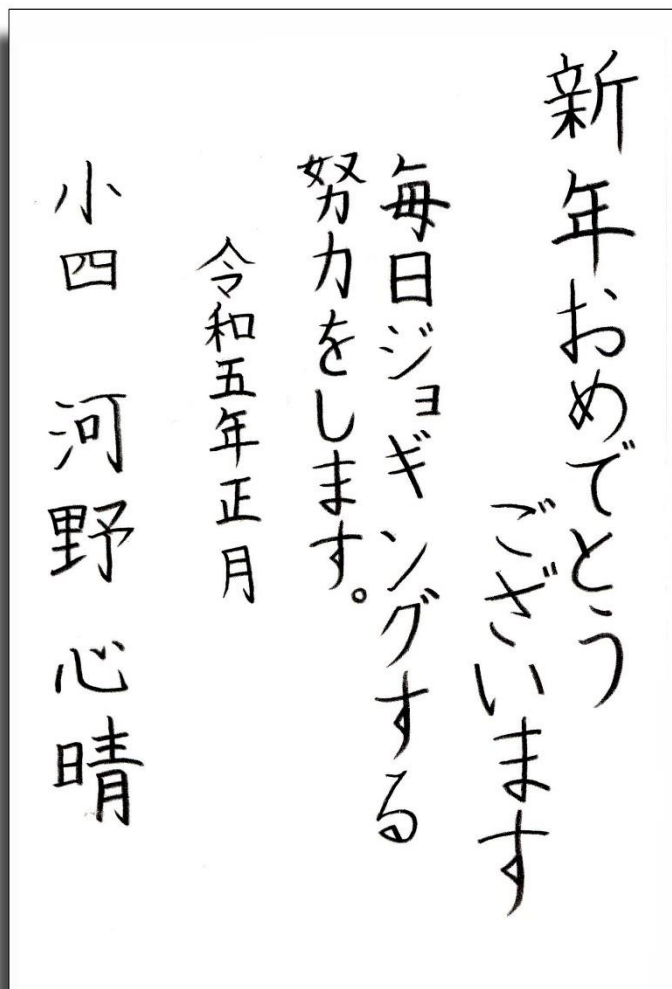 新年おめでとう
ございます
毎日ジョギングする
努力をします。
令和五年正月
小四 河野心晴